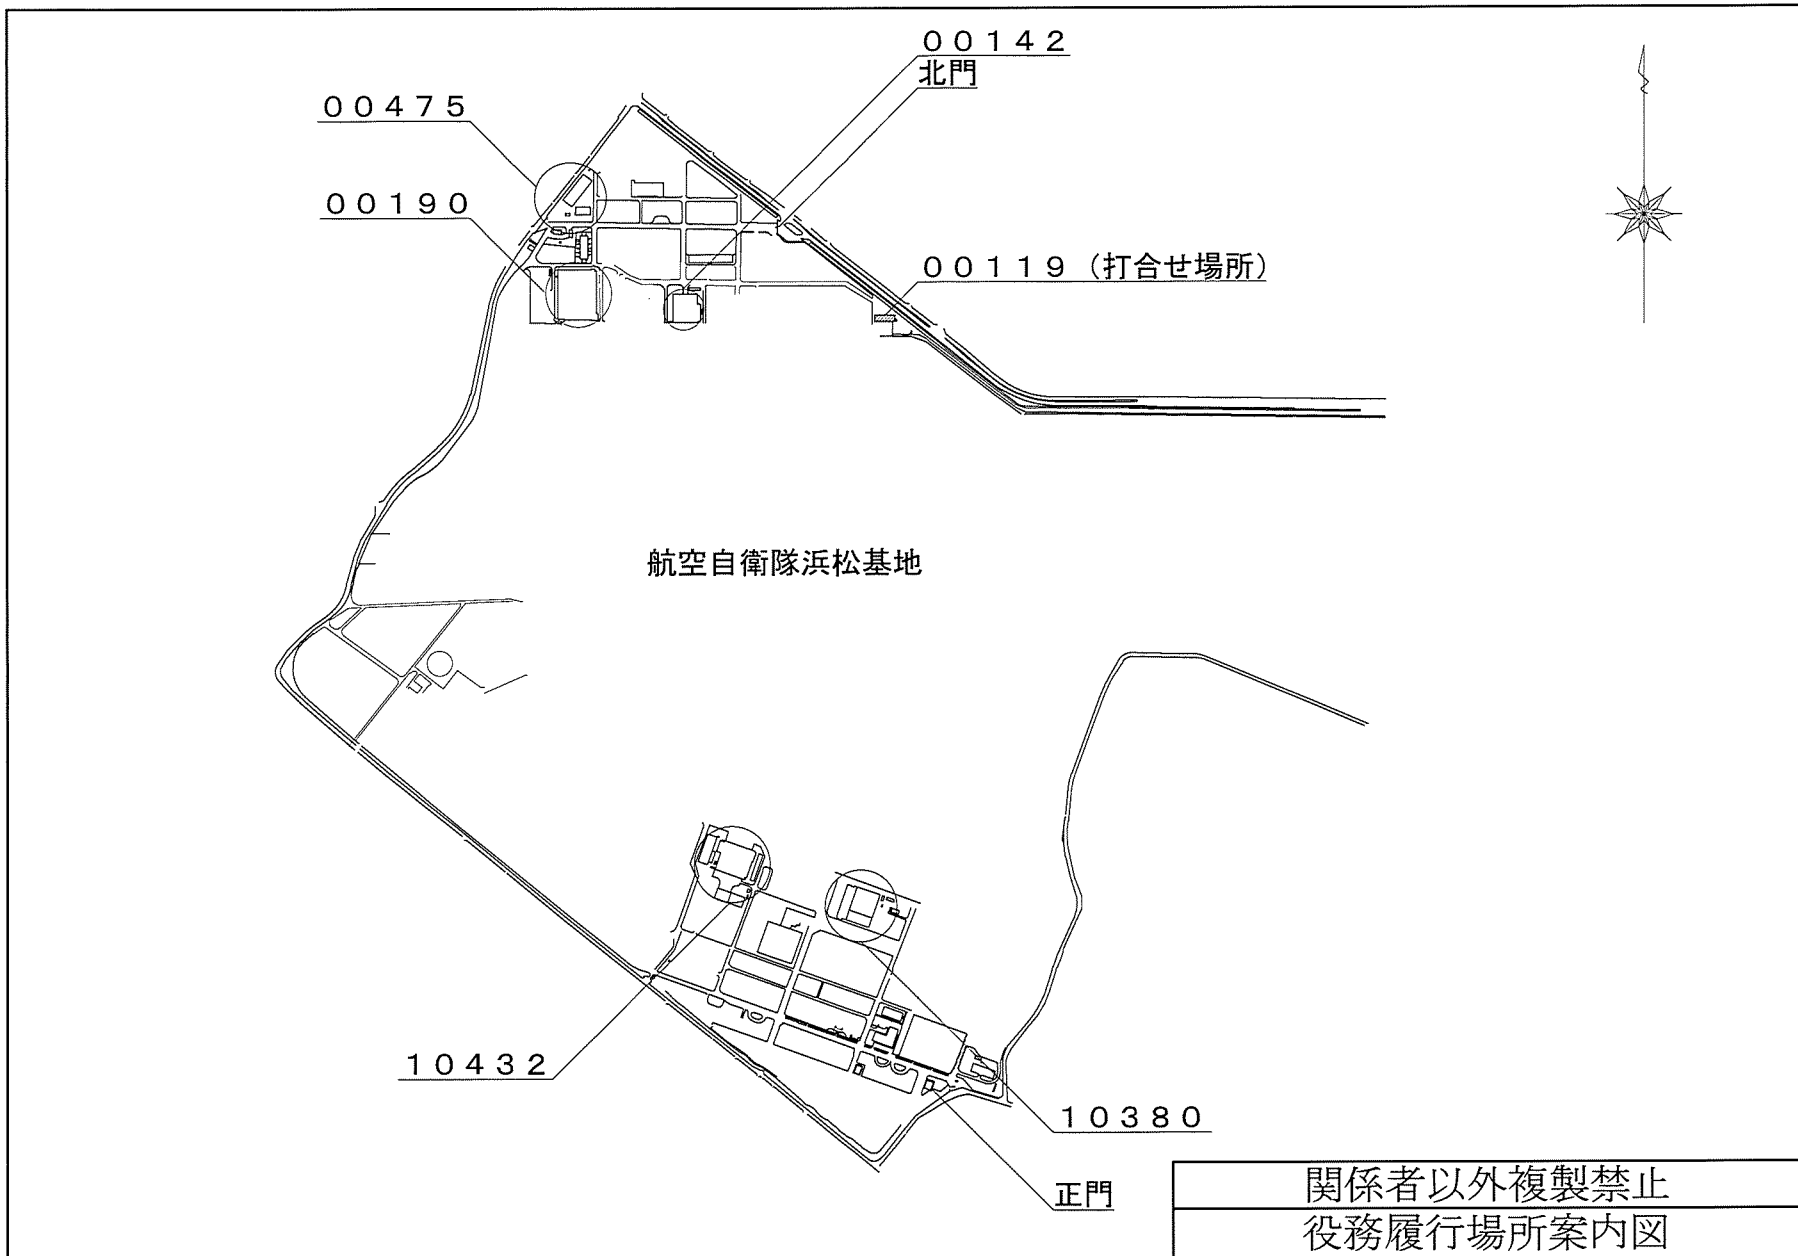 ００１４２
北門
００４７５
００１９０
００１１９（打合せ場所）
航空自衛隊浜松基地
１０４３２
１０３８０
正門
関係者以外複製禁止
役務履行場所案内図